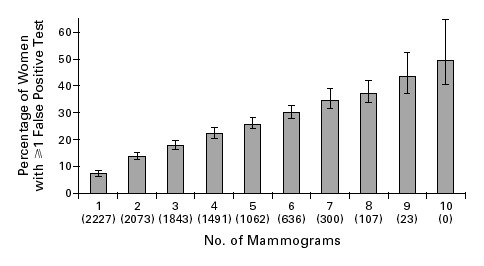 Percentage of Women
with ≥1 False Positive Test
60
50
40
30
20
10
0
1 2 3 4 5 6 7 8 9 10
(2227) (2073) (1843) (1491) (1062) (636) (300) (107) (23) (0)
No. of Mammograms